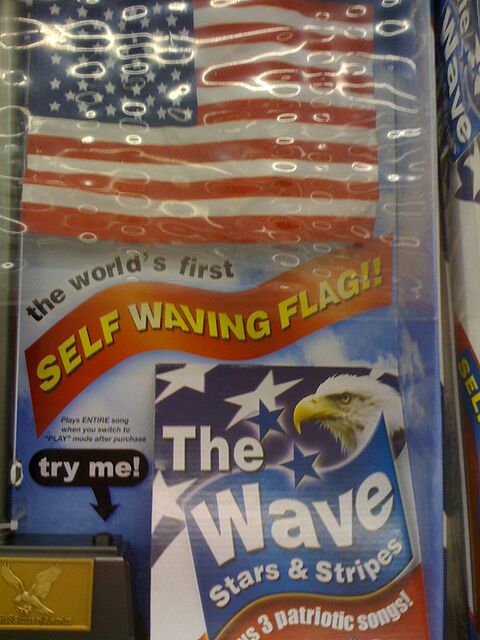 the world's first
SELF WAVING FLAG!!
Plays ENTIRE song
when you switch to
"PLAY" mode after purchase
try me!
The
Wave
Stars & Stripes
3 patriotic songs!
Wave
SELF